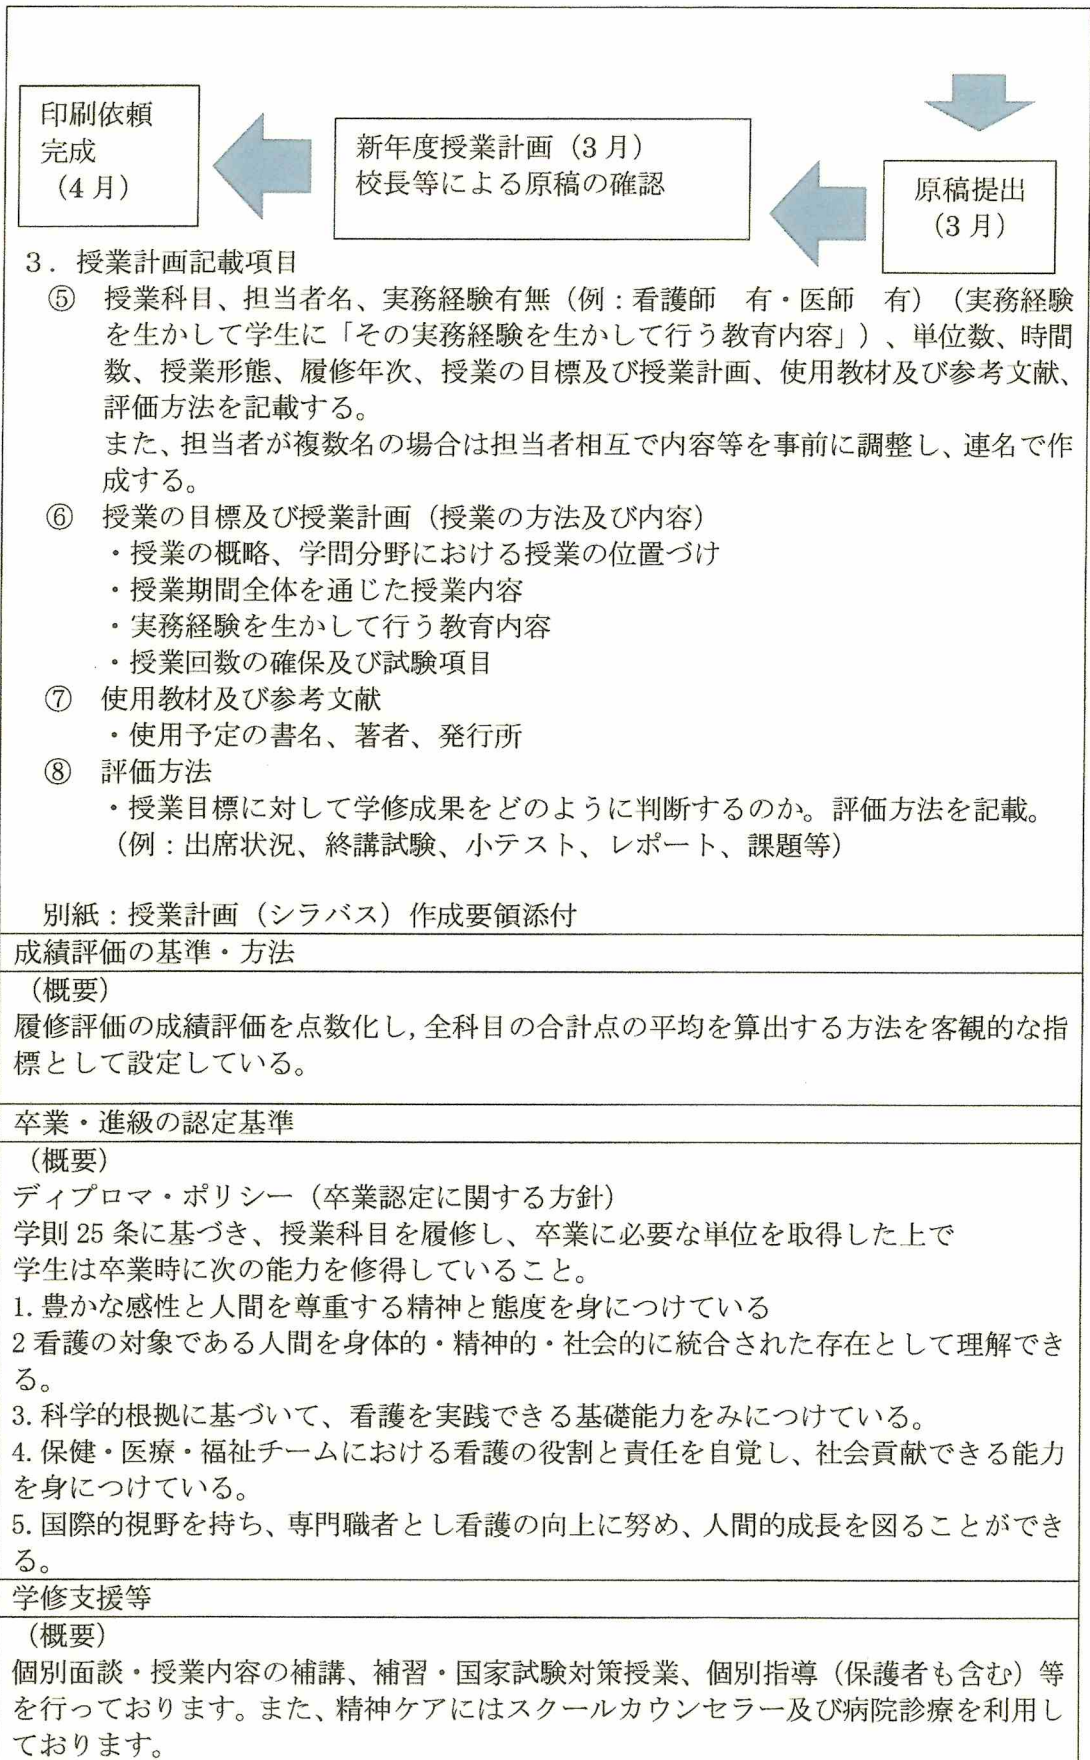 印刷依頼
完成
（4 月）
新年度授業計画（3 月）
校長等による原稿の確認
原稿提出
（3 月）
３．授業計画記載項目
⑤　授業科目、担当者名、実務経験有無（例：看護師　有・医師　有）（実務経験
を生かして学生に「その実務経験を生かして行う教育内容」）、単位数、時間
数、授業形態、履修年次、授業の目標及び授業計画、使用教材及び参考文献、
評価方法を記載する。
また、担当者が複数名の場合は担当者相互で内容等を事前に調整し、連名で作
成する。
⑥　授業の目標及び授業計画（授業の方法及び内容）
・授業の概略、学問分野における授業の位置づけ
・授業期間全体を通じた授業内容
・実務経験を生かして行う教育内容
・授業回数の確保及び試験項目
⑦　使用教材及び参考文献
・使用予定の書名、著者、発行所
⑧　評価方法
・授業目標に対して学修成果をどのように判断するのか。評価方法を記載。
（例：出席状況、終講試験、小テスト、レポート、課題等）
別紙：授業計画（シラバス）作成要領添付
成績評価の基準・方法
（概要）
履修評価の成績評価を点数化し,全科目の合計点の平均を算出する方法を客観的な指
標として設定している。
卒業・進級の認定基準
（概要）
ディプロマ・ポリシー（卒業認定に関する方針）
学則 25 条に基づき、授業科目を履修し、卒業に必要な単位を取得した上で
学生は卒業時に次の能力を修得していること。
1. 豊かな感性と人間を尊重する精神と態度を身につけている
2 看護の対象である人間を身体的・精神的・社会的に統合された存在として理解でき
る。
3. 科学的根拠に基づいて、看護を実践できる基礎能力をみにつけている。
4. 保健・医療・福祉チームにおける看護の役割と責任を自覚し、社会貢献できる能力
を身につけている。
5. 国際的視野を持ち、専門職者とし看護の向上に努め、人間的成長を図ることができ
る。
学修支援等
（概要）
個別面談・授業内容の補講、補習・国家試験対策授業、個別指導（保護者も含む）等
を行っております。また、精神ケアにはスクールカウンセラー及び病院診療を利用し
ております。